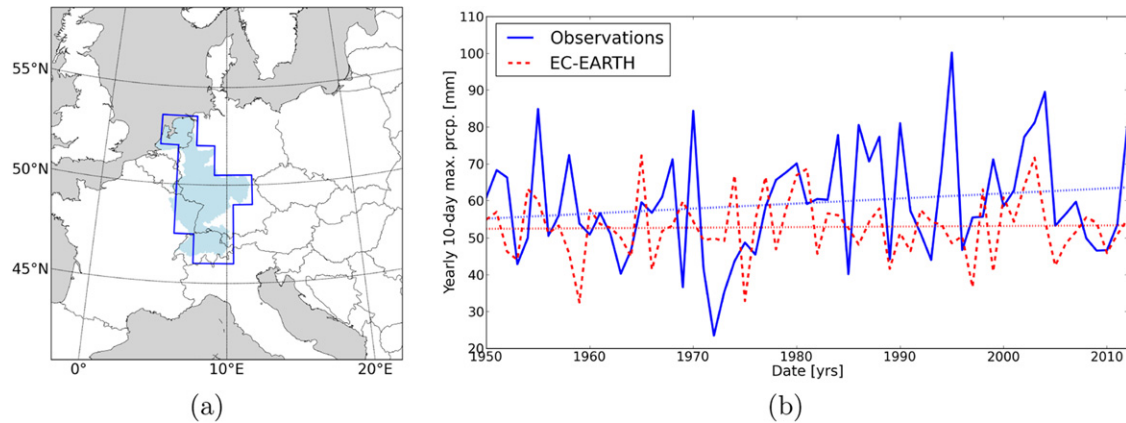 55°N
50°N
45°N
0°
10°E
20°E
(a)
Yearly 10-day max. prcp. [mm]
110
100
90
80
70
60
50
40
30
20
Observations
EC-EARTH
1950
1960
1970
1980
1990
2000
2010
Date [yrs]
(b)